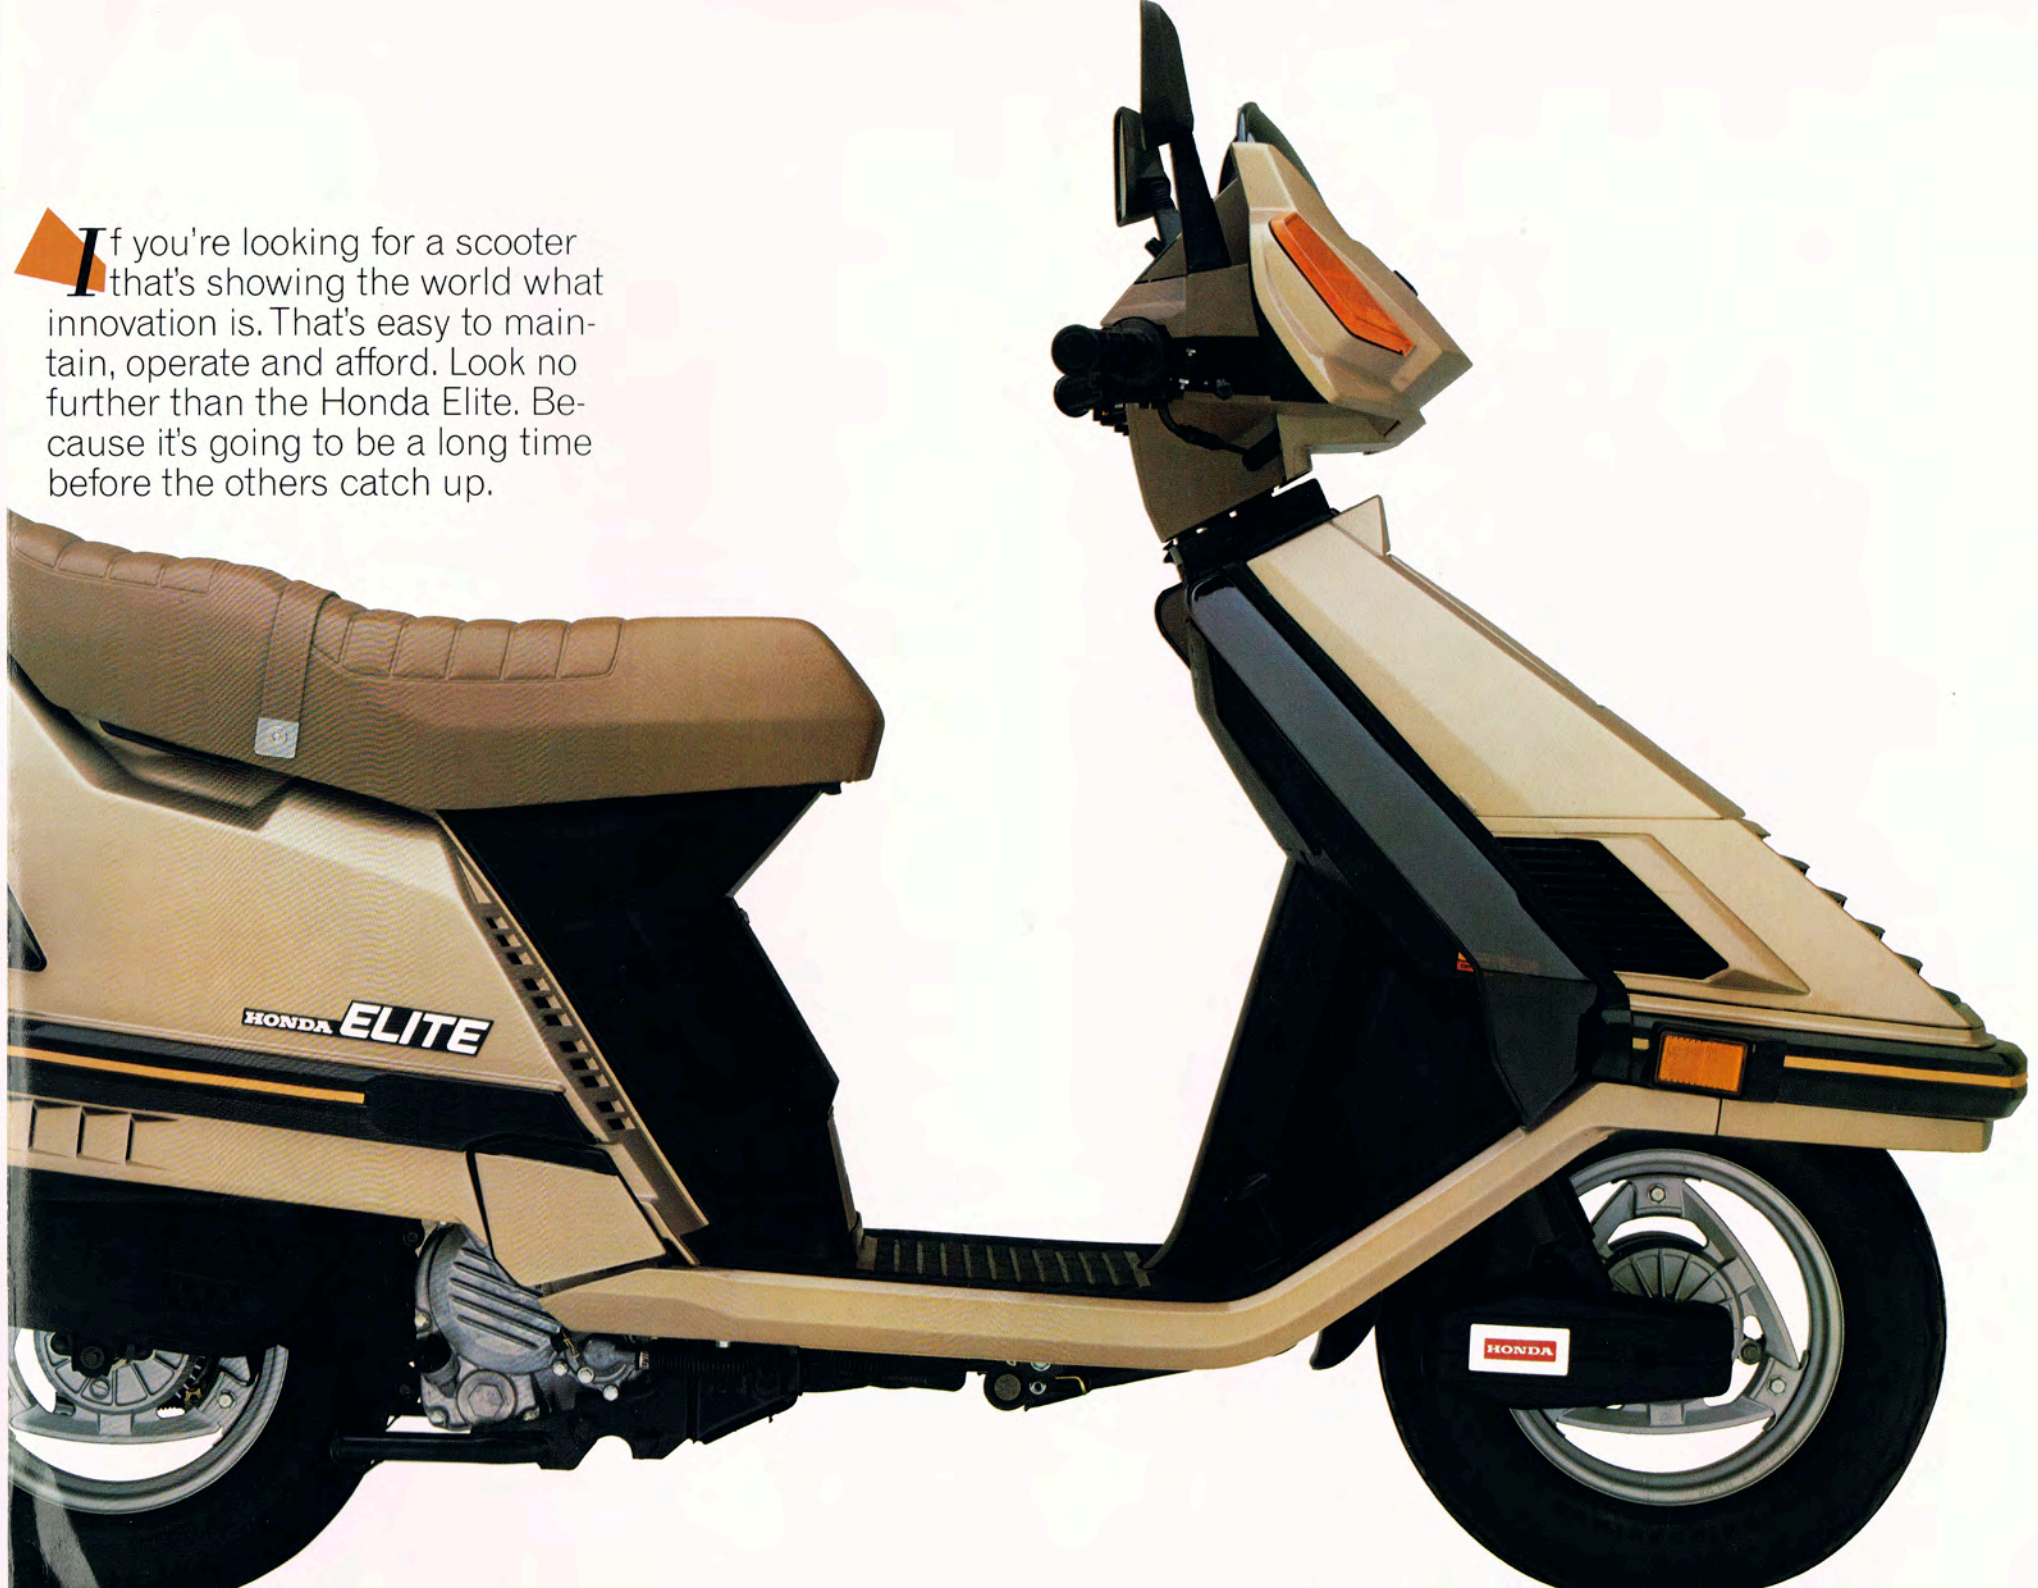 If you're looking for a scooter
that's showing the world what
innovation is. That's easy to main-
tain, operate and afford. Look no
further than the Honda Elite. Be-
cause it's going to be a long time
before the others catch up.
HONDA ELITE
HONDA